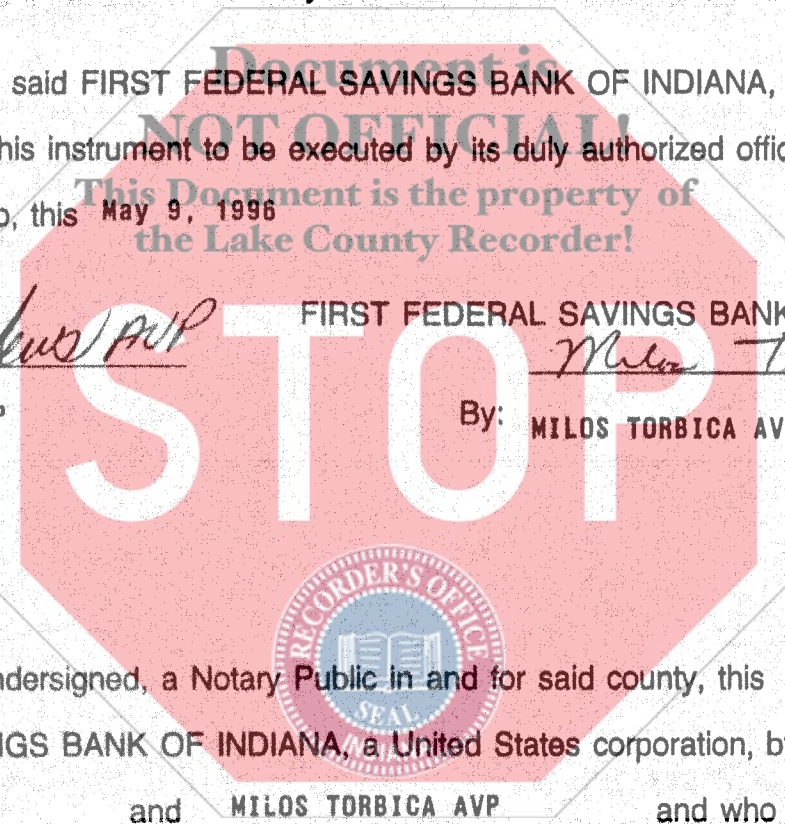 Document is
said FIRST FEDERAL SAVINGS BANK OF INDIANA,
NOT OFFICIAL!
his instrument to be executed by its duly authorized offic
This Document is the property of
o, this May 9, 1996
the Lake County Recorder!
AVP FIRST FEDERAL SAVINGS BANK
Milos T
By: MILOS TORBICA AV
STOP
RECORDER'S OFFICE
ndersigned, a Notary Public in and for said county, this
SEAL
NGS BANK OF INDIANA, a United States corporation, b
and MILOS TORBICA AVP and who